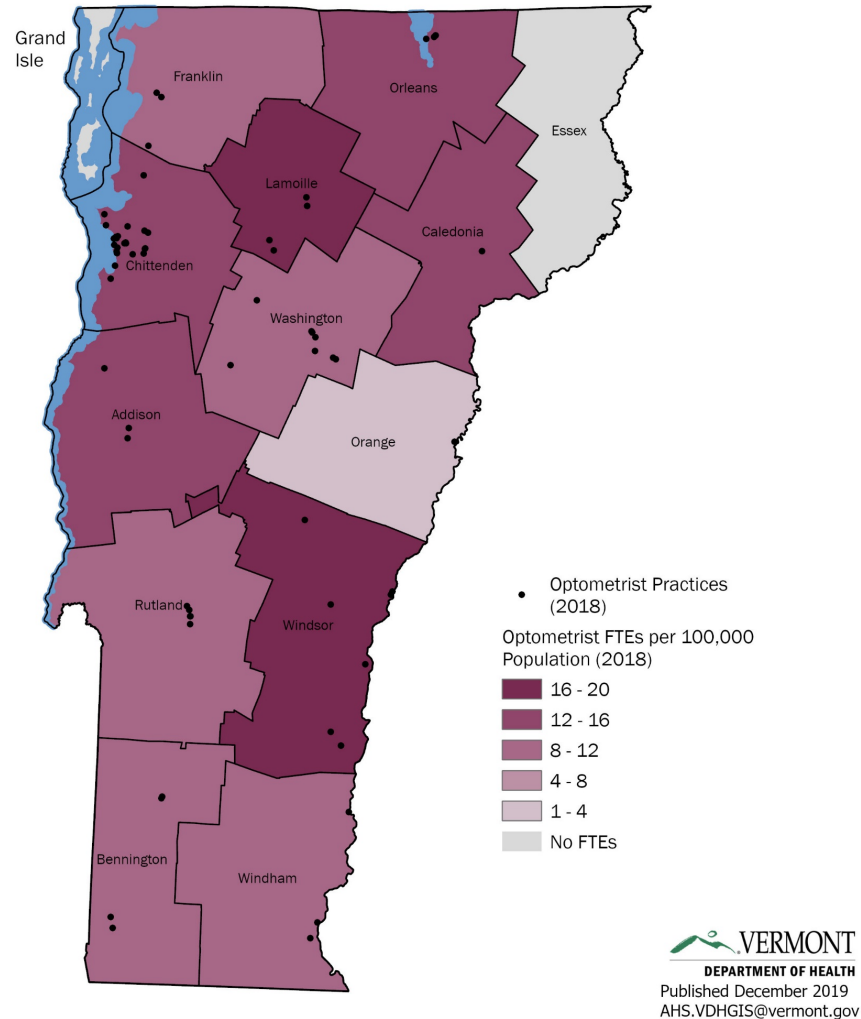 Grand
Isle
Franklin
Orleans
Essex
Lamoille
Caledonia
Chittenden
Washington
Addison
Orange
Rutland
Windsor
Bennington
Windham
Optometrist Practices
(2018)
Optometrist FTEs per 100,000
Population (2018)
16 - 20
12 - 16
8 - 12
4 - 8
1 - 4
No FTEs
VERMONT
DEPARTMENT OF HEALTH
Published December 2019
AHS.VDHGIS@vermont.gov